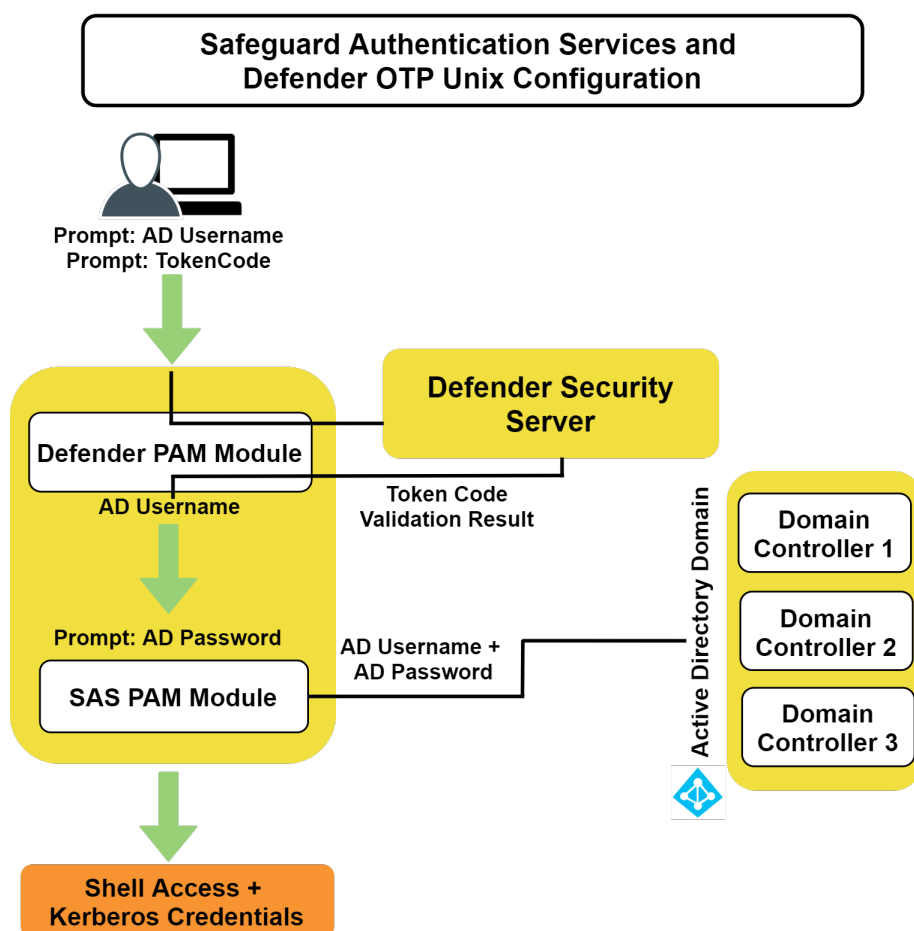 Safeguard Authentication Services and
Defender OTP Unix Configuration
Prompt: AD Username
Prompt: TokenCode
Defender Security
Server
Defender PAM Module
AD Username
Token Code
Validation Result
Prompt: AD Password
SAS PAM Module
AD Username +
AD Password
Active Directory Domain
Domain
Controller 1
Domain
Controller 2
Domain
Controller 3
Shell Access +
Kerberos Credentials